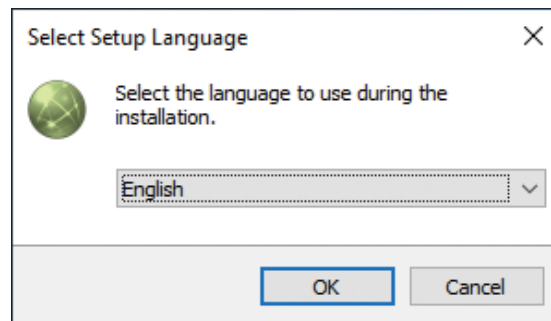 Select Setup Language
Select the language to use during the
installation.
English
OK
Cancel